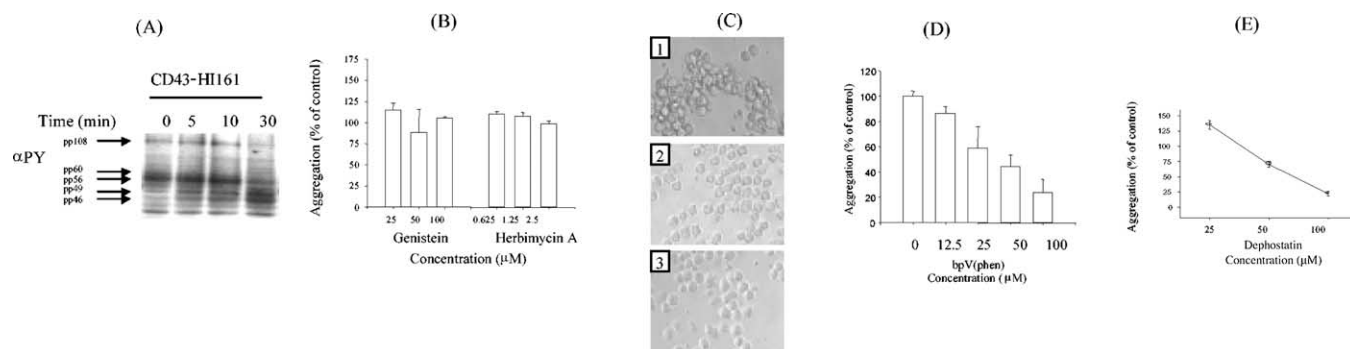 (A)
CD43-HI161
Time (min) 0 5 10 30
αPY
pp108
pp60
pp56
pp49
pp46
(B)
Aggregation (% of control)
175
150
125
100
75
50
25
0
25 50 100 0.625 1.25 2.5
Genistein Herbimycin A
Concentration (μM)
(C)
1
2
3
(D)
Aggregation (% of control)
120
100
80
60
40
20
0
0 12.5 25 50 100
bpV(phen)
Concentration (μM)
(E)
Aggregation (% of control)
150
125
100
75
50
25
0
25 50 100
Dephostatin
Concentration (μM)